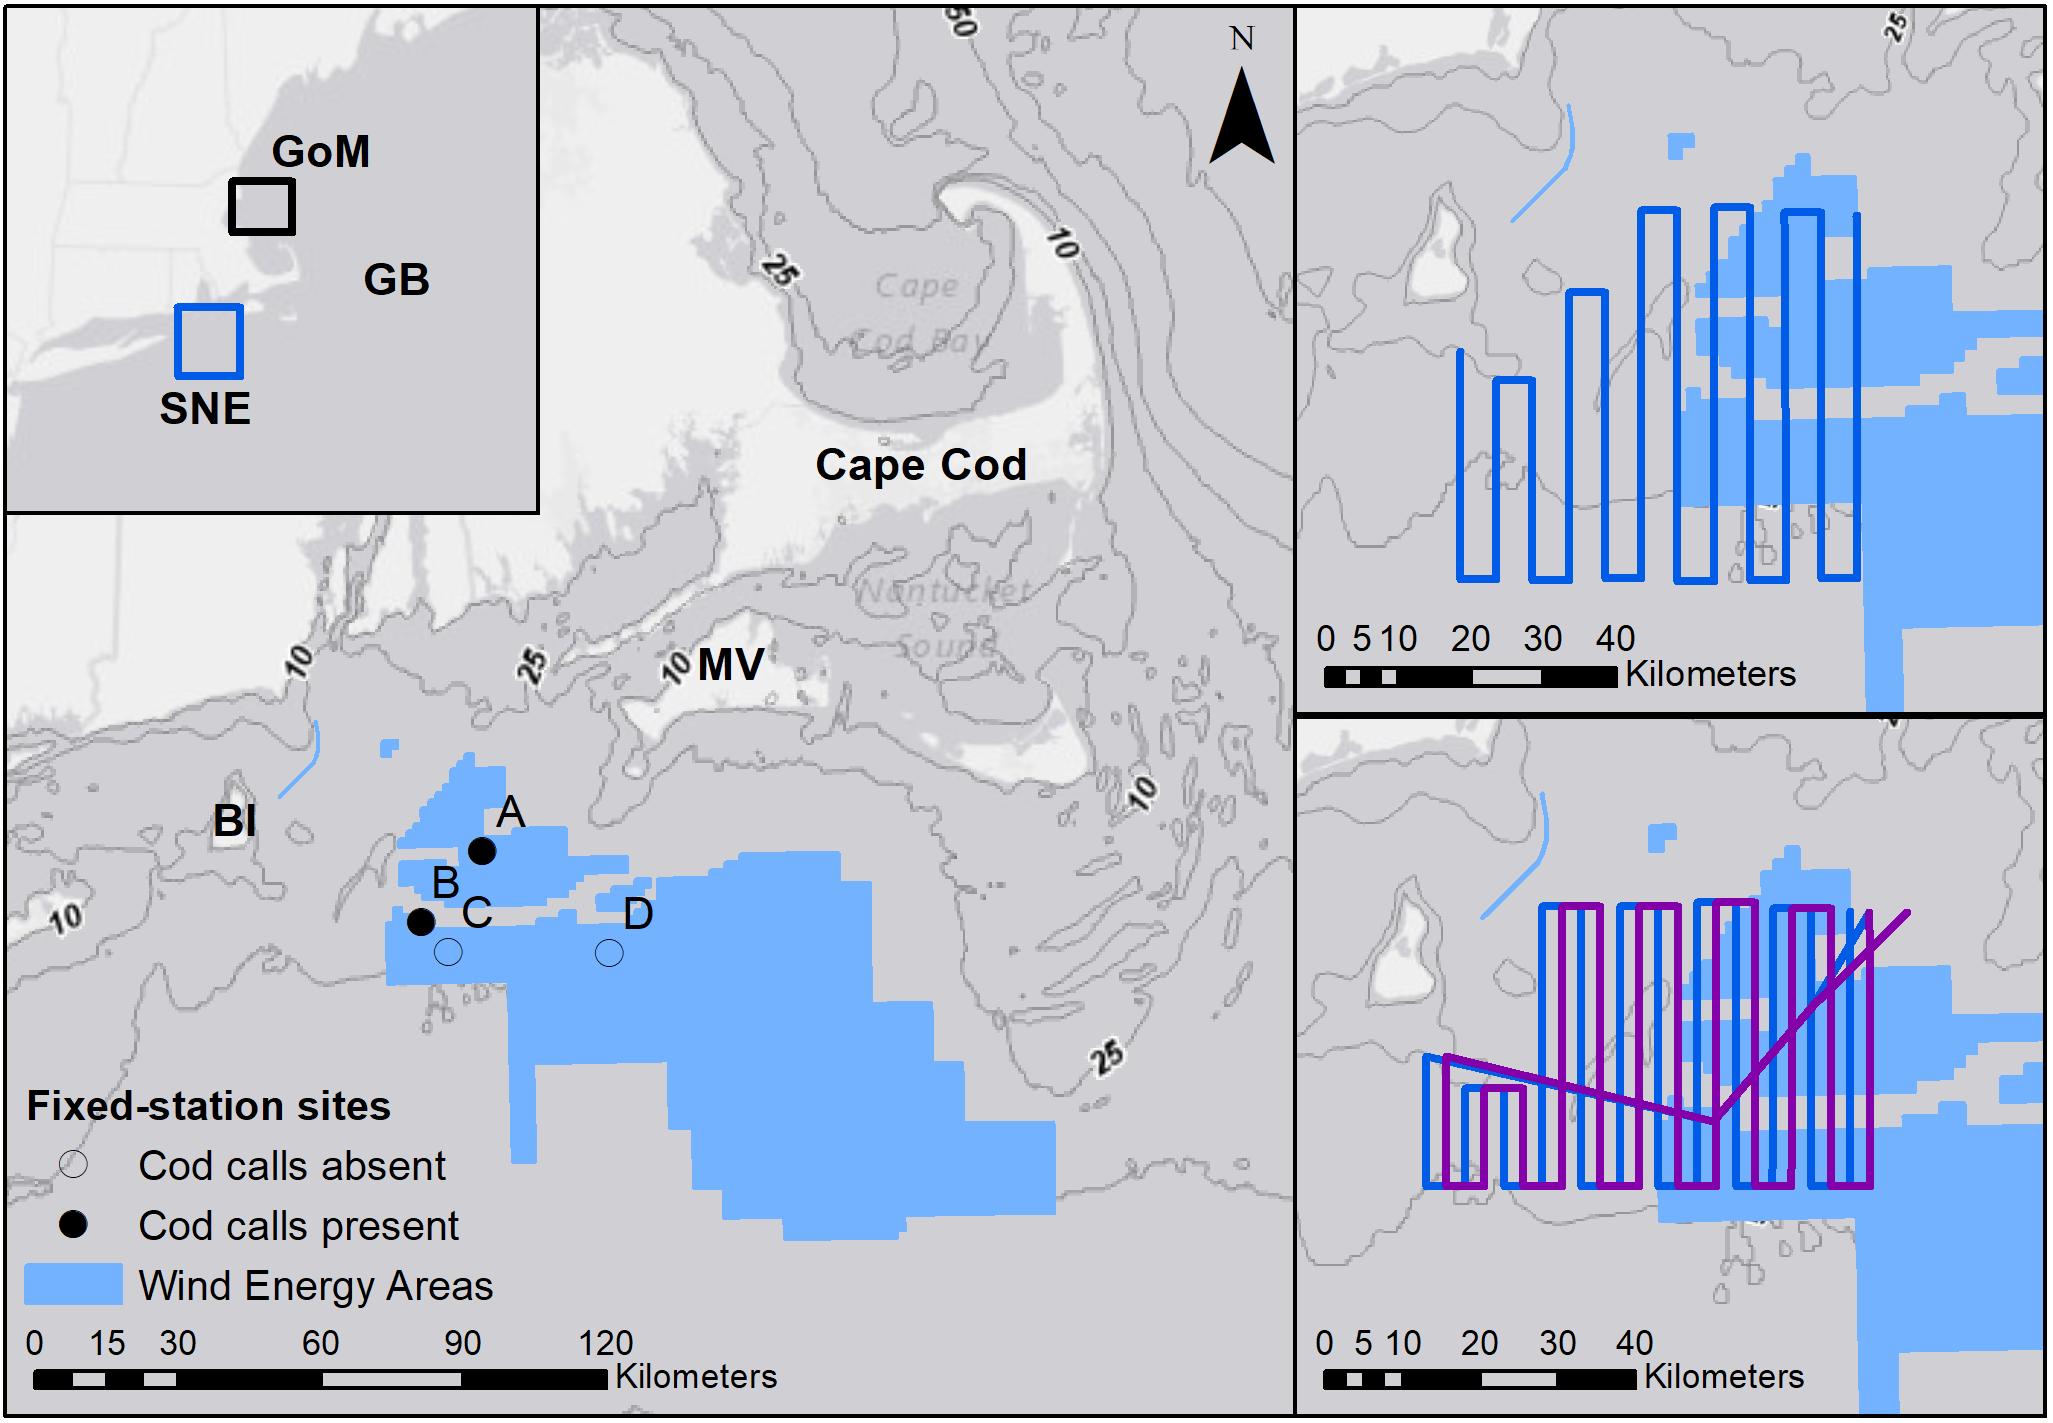 GoM
GB
SNE
50
N
10
25
Cape
Cod Bay
Cape Cod
Nantucket
Sound
10
25
10
MV
BI
A
B
C
D
10
10
25
Fixed-station sites
Cod calls absent
Cod calls present
Wind Energy Areas
0 15 30 60 90 120
Kilometers
25
0 5 10 20 30 40
Kilometers
0 5 10 20 30 40
Kilometers